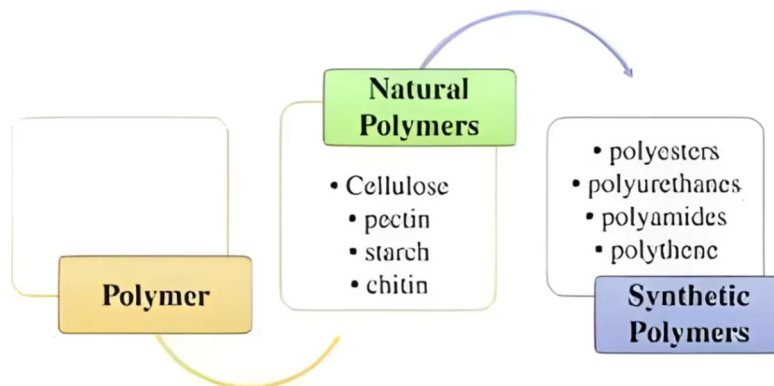 Polymer
Natural
Polymers
• Cellulose
• pectin
• starch
• chitin
• polyesters
• polyurethanes
• polyamides
• polythene
Synthetic
Polymers